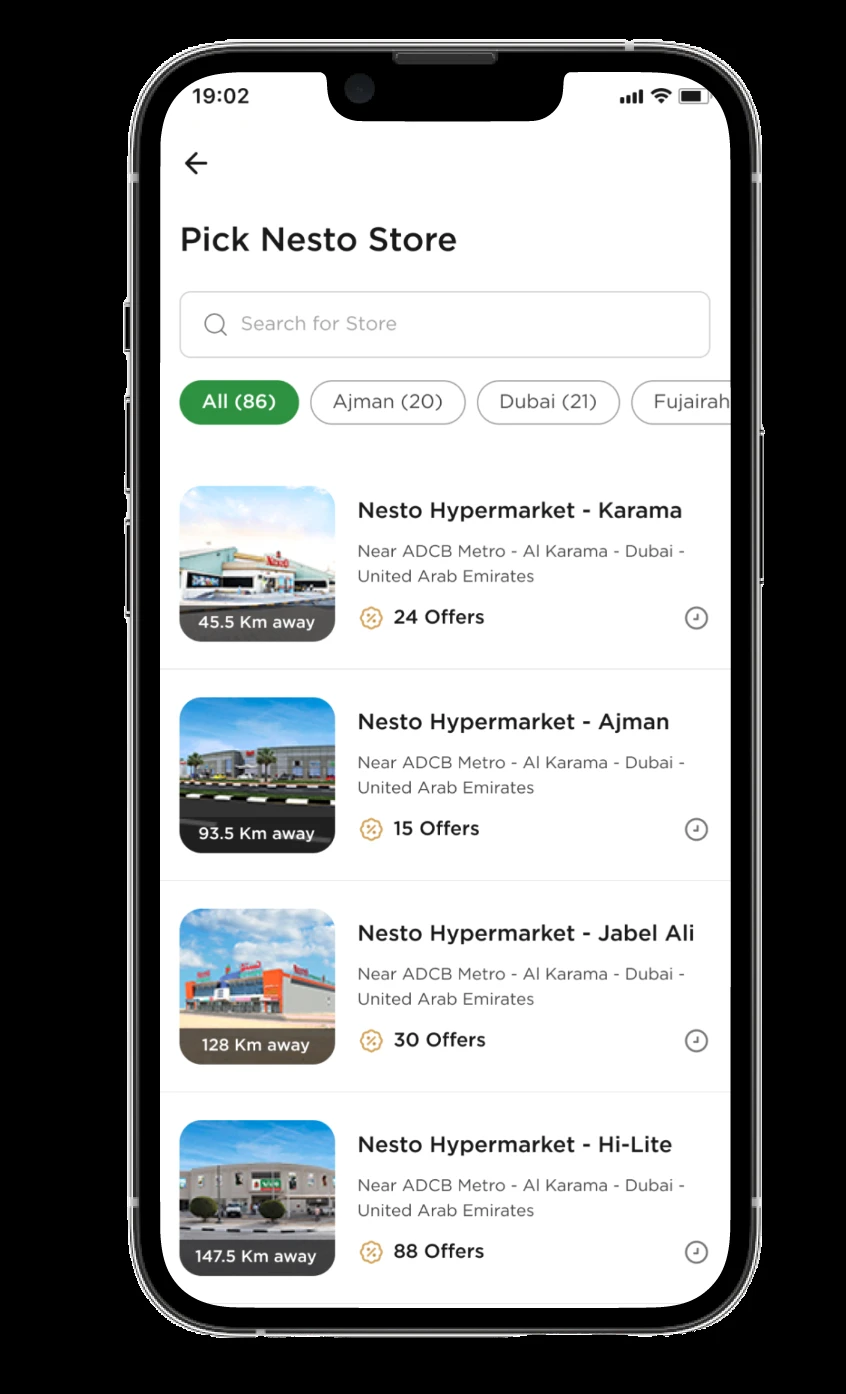 19:02
Pick Nesto Store
Search for Store
All (86)
Ajman (20)
Dubai (21)
Fujairah
Nesto Hypermarket - Karama
Near ADCB Metro - Al Karama - Dubai -
United Arab Emirates
45.5 Km away
24 Offers
Nesto Hypermarket - Ajman
Near ADCB Metro - Al Karama - Dubai -
United Arab Emirates
93.5 Km away
15 Offers
Nesto Hypermarket - Jabel Ali
Near ADCB Metro - Al Karama - Dubai -
United Arab Emirates
128 Km away
30 Offers
Nesto Hypermarket - Hi-Lite
Near ADCB Metro - Al Karama - Dubai -
United Arab Emirates
147.5 Km away
88 Offers